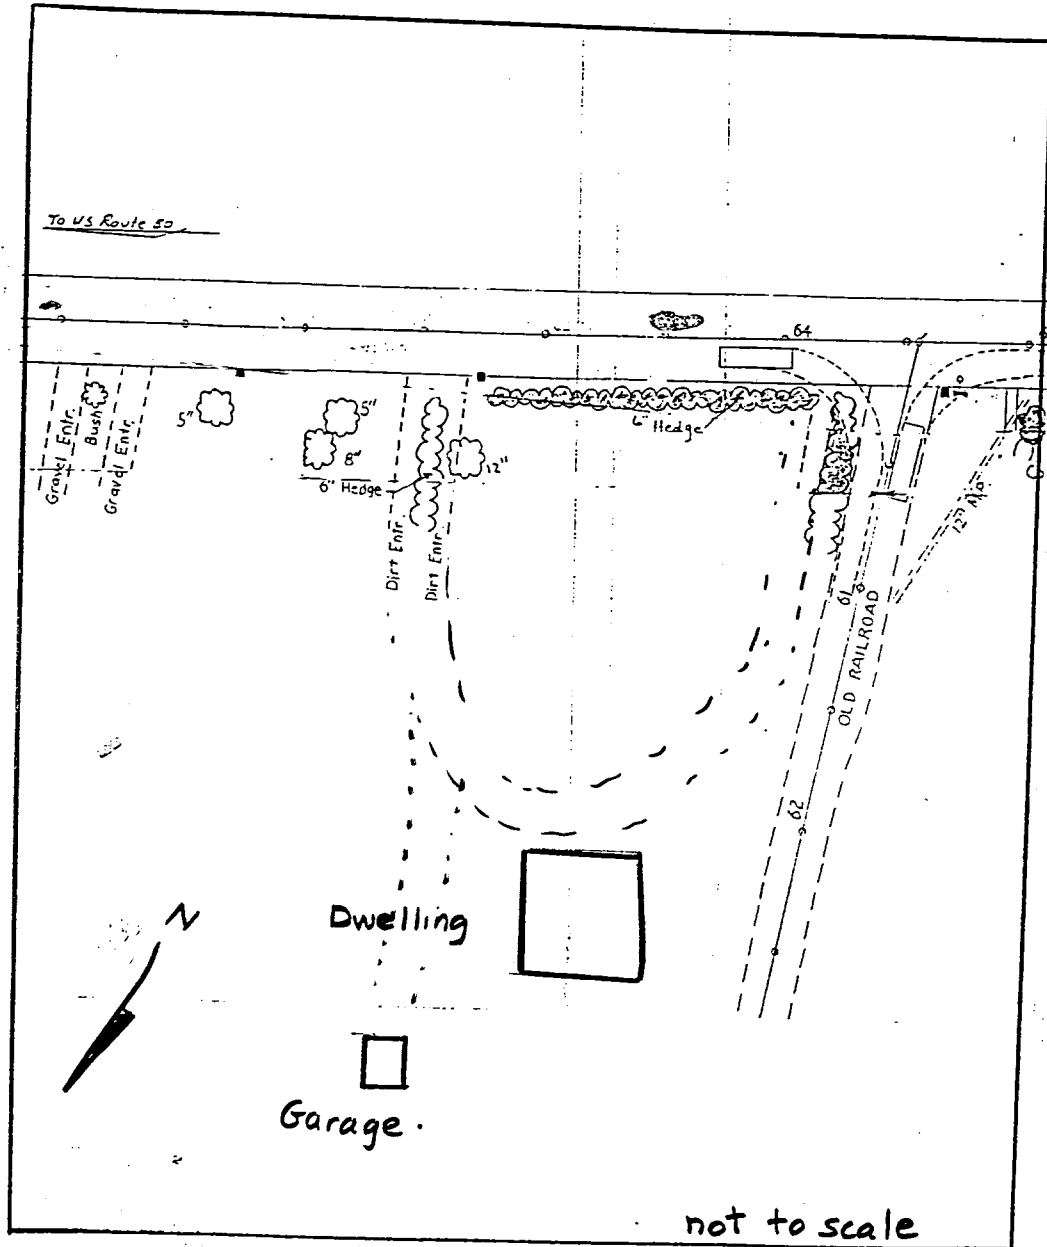 To US Route 50
64
5"
5"
8"
6" Hedge
12"
6" Hedge
Gravel Entr.
Bush
Gravel Entr.
Dirt Entr.
Dirt Entr.
61
OLD RAILROAD
62
N
Dwelling
Garage.
not to scale